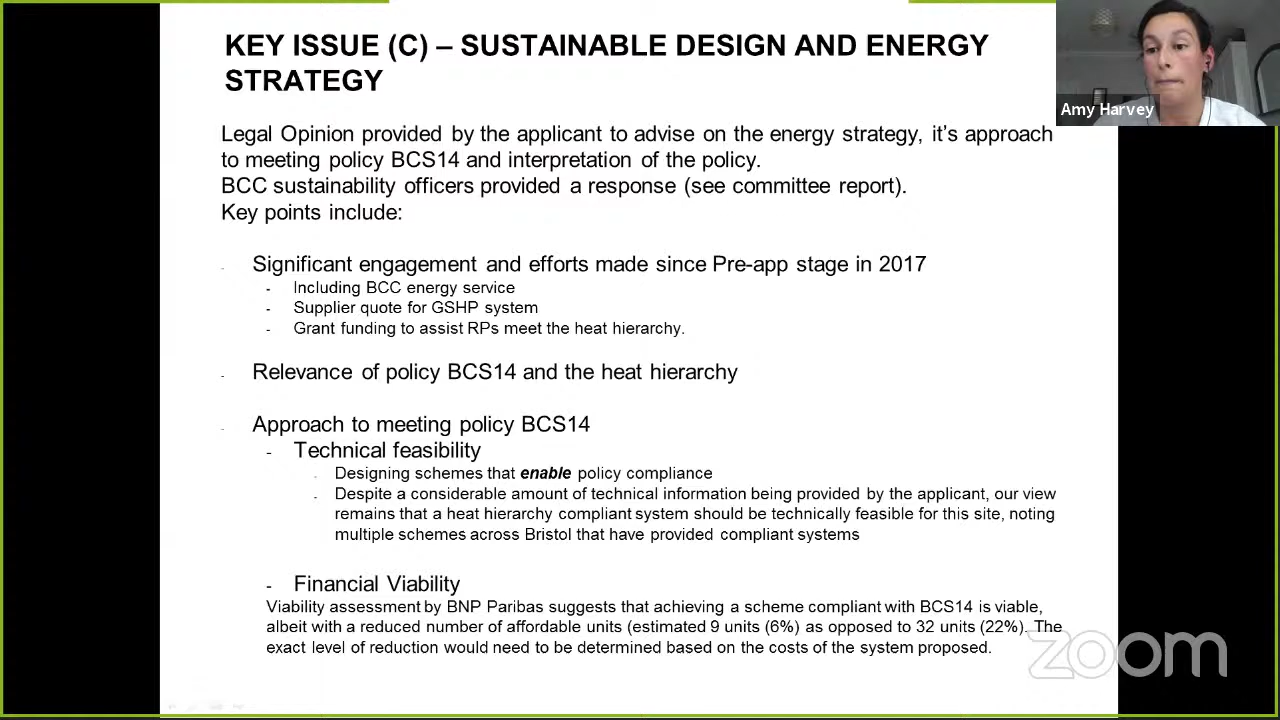 KEY ISSUE (C) – SUSTAINABLE DESIGN AND ENERGY
STRATEGY
Amy Harvey
Legal Opinion provided by the applicant to advise on the energy strategy, it's approach
to meeting policy BCS14 and interpretation of the policy.
BCC sustainability officers provided a response (see committee report).
Key points include:
- Significant engagement and efforts made since Pre-app stage in 2017
- Including BCC energy service
- Supplier quote for GSHP system
- Grant funding to assist RPs meet the heat hierarchy.
- Relevance of policy BCS14 and the heat hierarchy
- Approach to meeting policy BCS14
- Technical feasibility
- Designing schemes that enable policy compliance
- Despite a considerable amount of technical information being provided by the applicant, our view
remains that a heat hierarchy compliant system should be technically feasible for this site, noting
multiple schemes across Bristol that have provided compliant systems
- Financial Viability
Viability assessment by BNP Paribas suggests that achieving a scheme compliant with BCS14 is viable,
albeit with a reduced number of affordable units (estimated 9 units (6%) as opposed to 32 units (22%). The
exact level of reduction would need to be determined based on the costs of the system proposed.
zoom